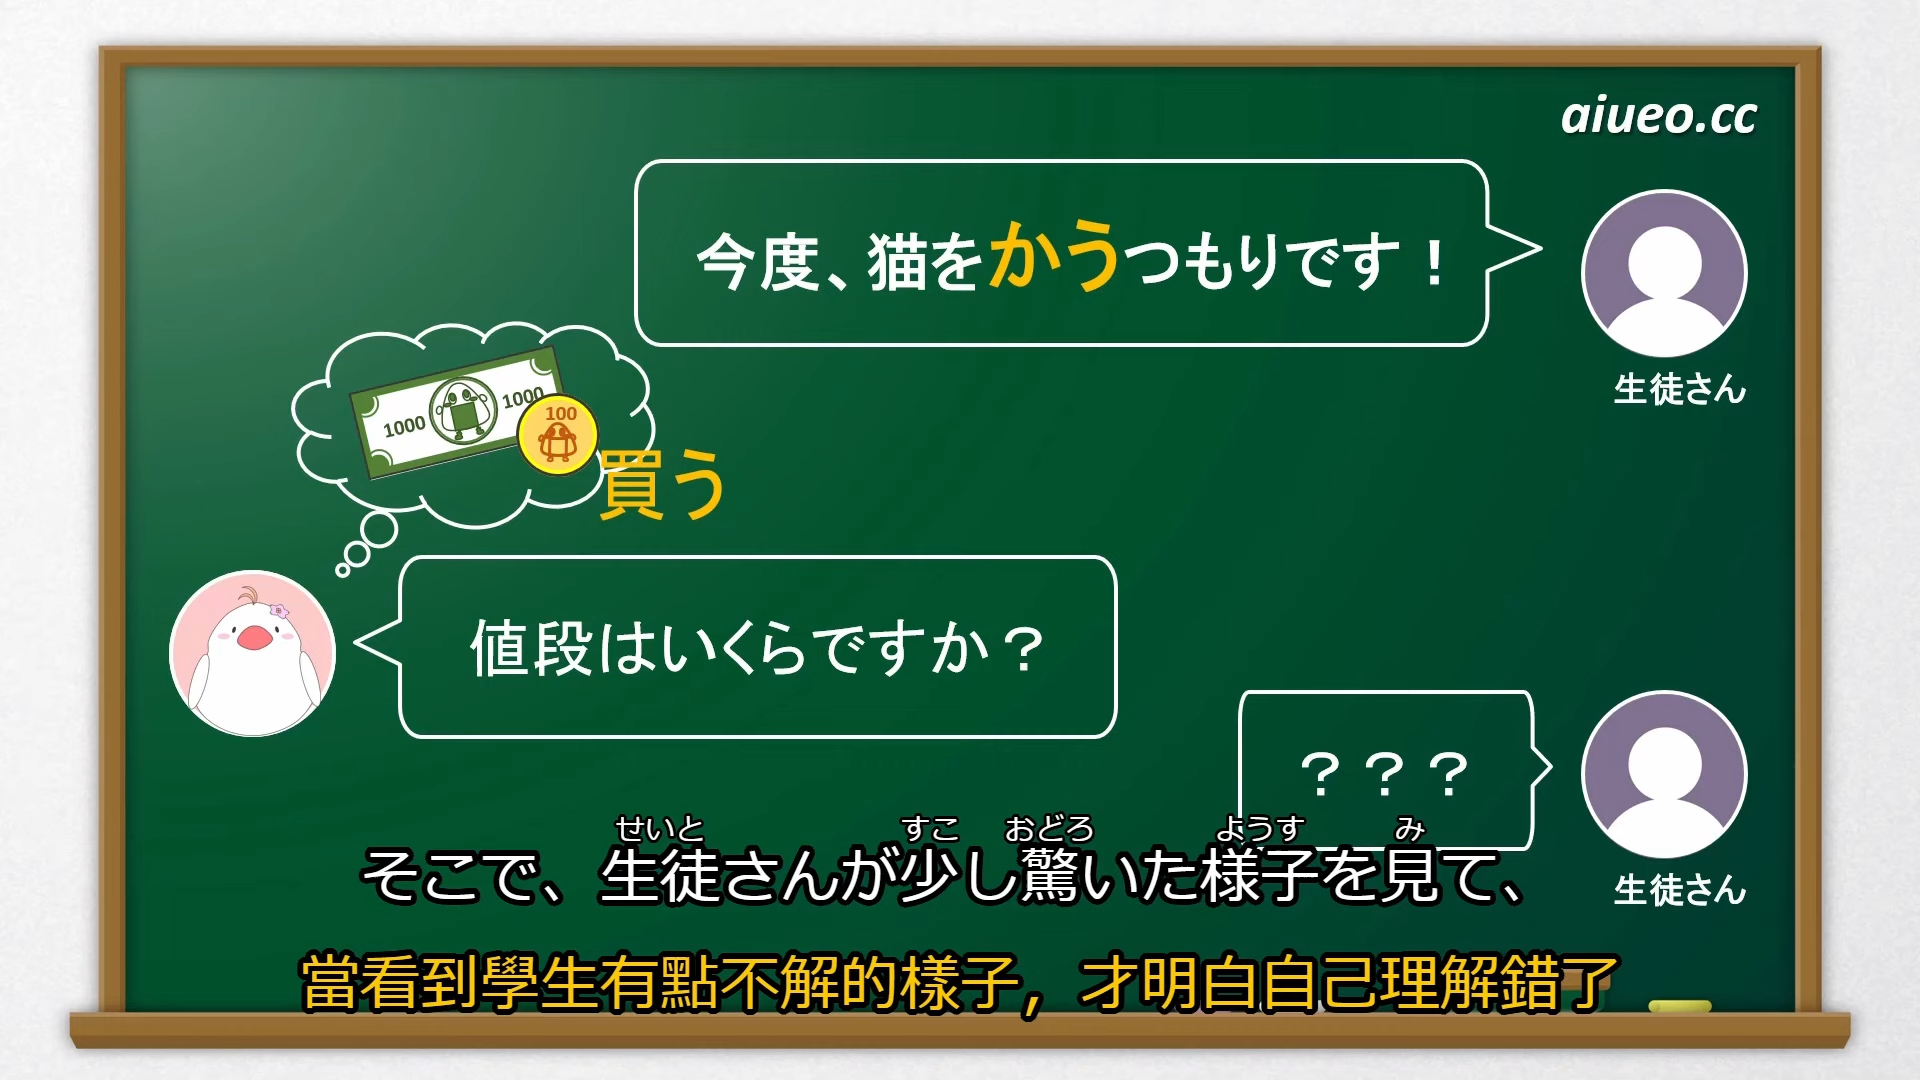 aiueo.cc
今度、猫をかうつもりです！
生徒さん
1000 1000
100
買う
値段はいくらですか？
？？？
生徒さん
せいと すこ おどろ ようす み
そこで、生徒さんが少し驚いた様子を見て、
當看到學生有點不解的樣子，才明白自己理解錯了